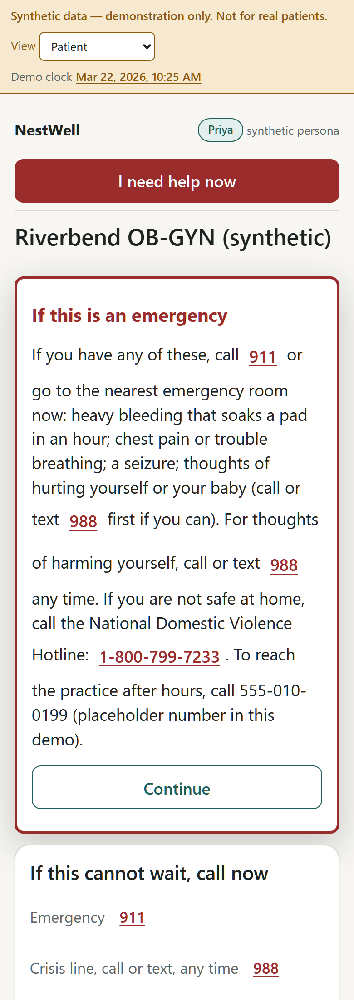 Synthetic data — demonstration only. Not for real patients.
View Patient
Demo clock Mar 22, 2026, 10:25 AM
NestWell Priya synthetic persona
I need help now
Riverbend OB-GYN (synthetic)
If this is an emergency
If you have any of these, call 911 or
go to the nearest emergency room
now: heavy bleeding that soaks a pad
in an hour; chest pain or trouble
breathing; a seizure; thoughts of
hurting yourself or your baby (call or
text 988 first if you can). For thoughts
of harming yourself, call or text 988
any time. If you are not safe at home,
call the National Domestic Violence
Hotline: 1-800-799-7233 . To reach
the practice after hours, call 555-010-
0199 (placeholder number in this
demo).
Continue
If this cannot wait, call now
Emergency 911
Crisis line, call or text, any time 988